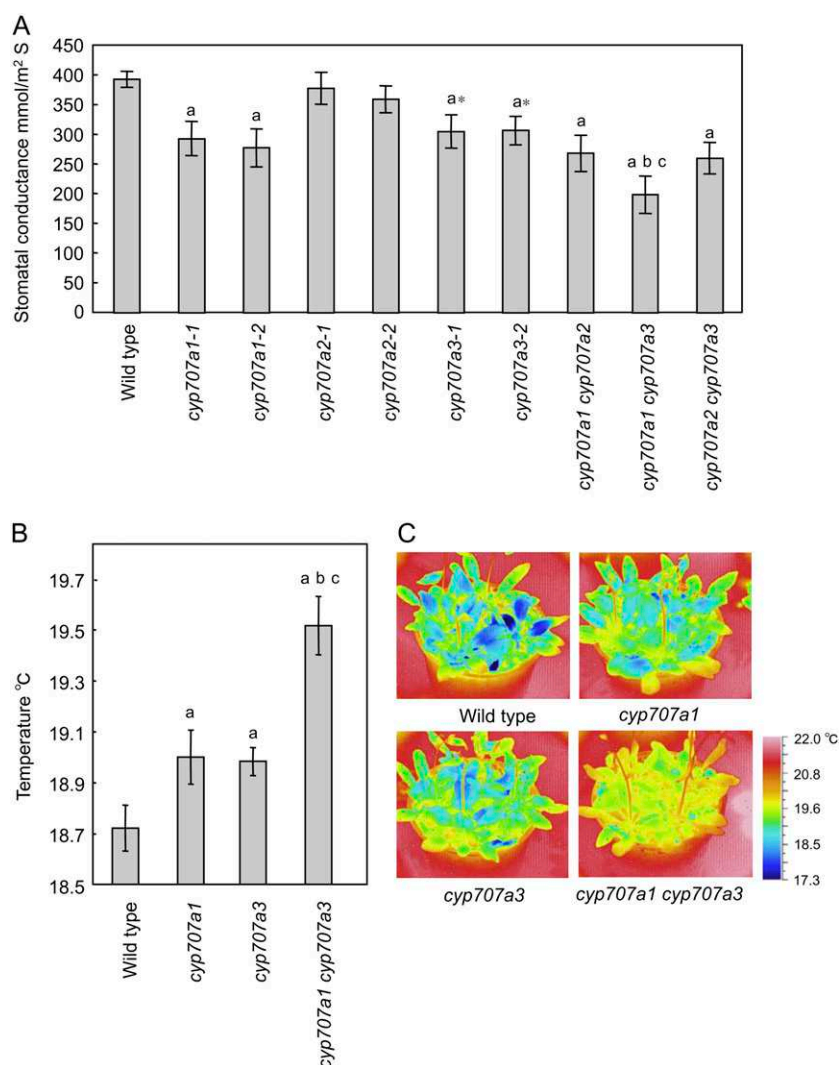 A
Stomatal conductance mmol/m² S
450
400
350
300
250
200
150
100
50
0
a
a
a*
a*
a
a b c
a
Wild type
cyp707a1-1
cyp707a1-2
cyp707a2-1
cyp707a2-2
cyp707a3-1
cyp707a3-2
cyp707a1 cyp707a2
cyp707a1 cyp707a3
cyp707a2 cyp707a3
B
Temperature °C
19.7
19.5
19.3
19.1
18.9
18.7
18.5
a
a
a b c
Wild type
cyp707a1
cyp707a3
cyp707a1 cyp707a3
C
Wild type
cyp707a1
cyp707a3
cyp707a1 cyp707a3
22.0 °C
20.8
19.6
18.5
17.3